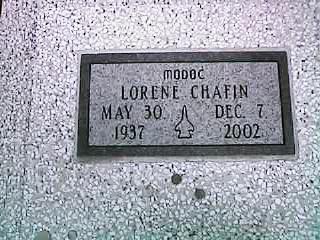 MODOC
LORENE CHAFIN
MAY 30 DEC. 7
1937 2002